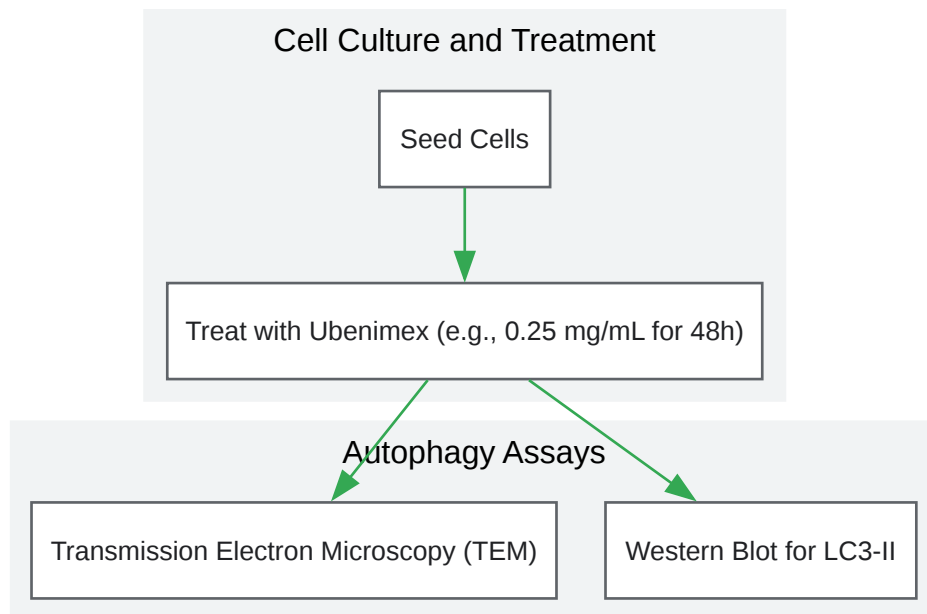 Cell Culture and Treatment
Seed Cells
Treat with Ubenimex (e.g., 0.25 mg/mL for 48h)
Autophagy Assays
Transmission Electron Microscopy (TEM)
Western Blot for LC3-II